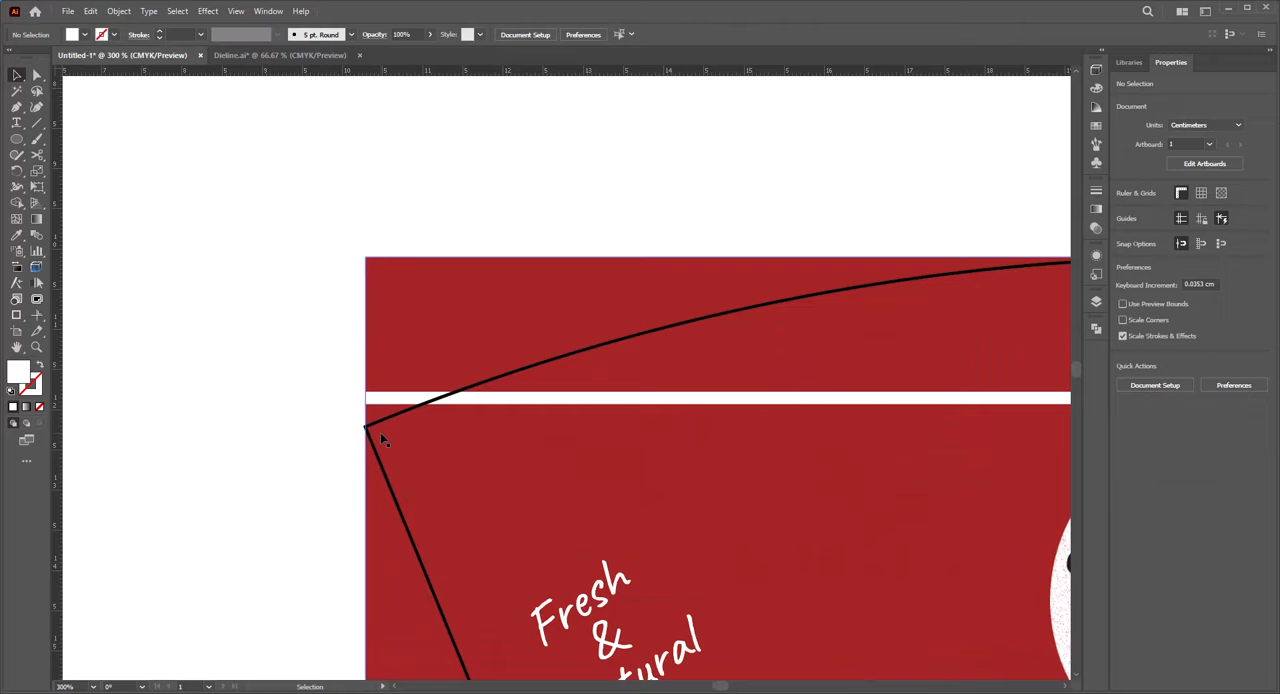 Ai File Edit Object Type Select Effect View Window Help
No Selection Stroke: 5 pt. Round Opacity: 100% Style: Document Setup Preferences
Untitled-1* @ 300 % (CMYK/Preview) × Dieline.ai* @ 66.67 % (CMYK/Preview) ×
Libraries Properties
No Selection
Document
Units: Centimeters
Artboard: 1
Edit Artboards
Ruler & Grids
Guides
Snap Options
Preferences
Keyboard Increment: 0.0353 cm
Use Preview Bounds
Scale Corners
Scale Strokes & Effects
Quick Actions
Document Setup Preferences
Fresh
&
tural
300% 0° 1 Selection